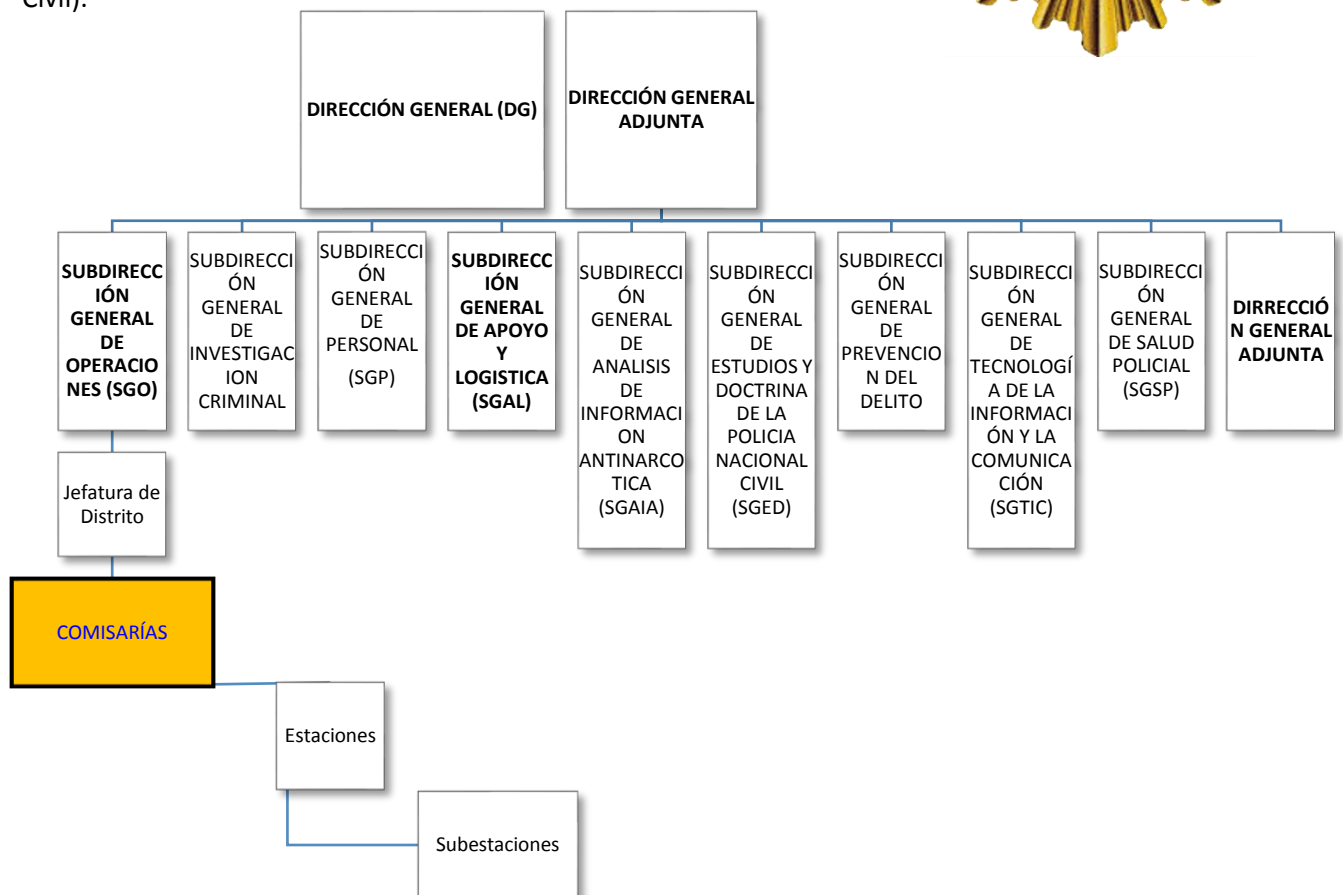 Civil).
DIRECCIÓN GENERAL (DG)
DIRECCIÓN GENERAL
ADJUNTA
SUBDIRECC
IÓN
GENERAL
DE
OPERACIO
NES (SGO)
SUBDIRECCI
ÓN
GENERAL
DE
INVESTIGAC
ION
CRIMINAL
SUBDIRECCI
ÓN
GENERAL
DE
PERSONAL
(SGP)
SUBDIRECC
IÓN
GENERAL
DE APOYO
Y
LOGISTICA
(SGAL)
SUBDIRECCI
ÓN
GENERAL
DE
ANALISIS
DE
INFORMACI
ON
ANTINARCO
TICA
(SGAIA)
SUBDIRECCI
ÓN
GENERAL
DE
ESTUDIOS Y
DOCTRINA
DE LA
POLICIA
NACIONAL
CIVIL
(SGED)
SUBDIRECCI
ÓN
GENERAL
DE
PREVENCIO
N DEL
DELITO
SUBDIRECCI
ÓN
GENERAL
DE
TECNOLOGÍ
A DE LA
INFORMACI
ÓN Y LA
COMUNICA
CIÓN
(SGTIC)
SUBDIRECCI
ÓN
GENERAL
DE SALUD
POLICIAL
(SGSP)
DIRRECCIÓ
N GENERAL
ADJUNTA
Jefatura de
Distrito
COMISARÍAS
Estaciones
Subestaciones